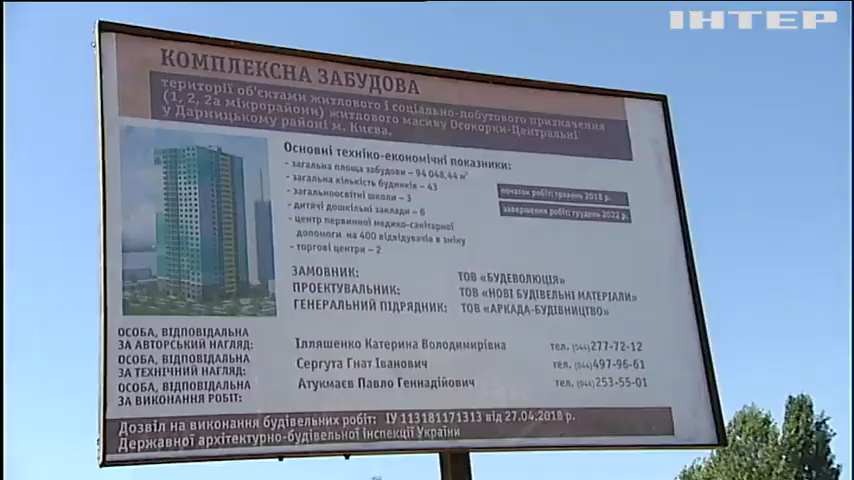 ІНТЕР
КОМПЛЕКСНА ЗАБУДОВА
території об'єктами житлового і соціально-побутового призначення
(1, 2, 2а мікрорайони) житлового масиву Осокорки-Центральні
у Дарницькому районі м. Києва.
Основні техніко-економічні показники:
- загальна площа забудови – 94 048,44 м²
- загальна кількість будинків – 43
- загальноосвітні школи – 3
- дитячі дошкільні заклади – 6
- центр первинної медико-санітарної
допомоги на 400 відвідувачів в зміну
- торгові центри – 2
початок робіт: травень 2018 р.
завершення робіт: грудень 2022 р.
ЗАМОВНИК: ТОВ «БУДЕВОЛЮЦІЯ»
ПРОЕКТУВАЛЬНИК: ТОВ «НОВІ БУДІВЕЛЬНІ МАТЕРІАЛИ»
ГЕНЕРАЛЬНИЙ ПІДРЯДНИК: ТОВ «АРКАДА-БУДІВНИЦТВО»
ОСОБА, ВІДПОВІДАЛЬНА
ЗА АВТОРСЬКИЙ НАГЛЯД: Ілляшенко Катерина Володимирівна тел. (044)277-72-12
ОСОБА, ВІДПОВІДАЛЬНА
ЗА ТЕХНІЧНИЙ НАГЛЯД: Сергута Гнат Іванович тел. (044)497-96-61
ОСОБА, ВІДПОВІДАЛЬНА
ЗА ВИКОНАННЯ РОБІТ: Атукмаєв Павло Геннадійович тел. (044)253-55-01
Дозвіл на виконання будівельних робіт: ІУ 113181171313 від 27.04.2018 р.
Державної архітектурно-будівельної інспекції України